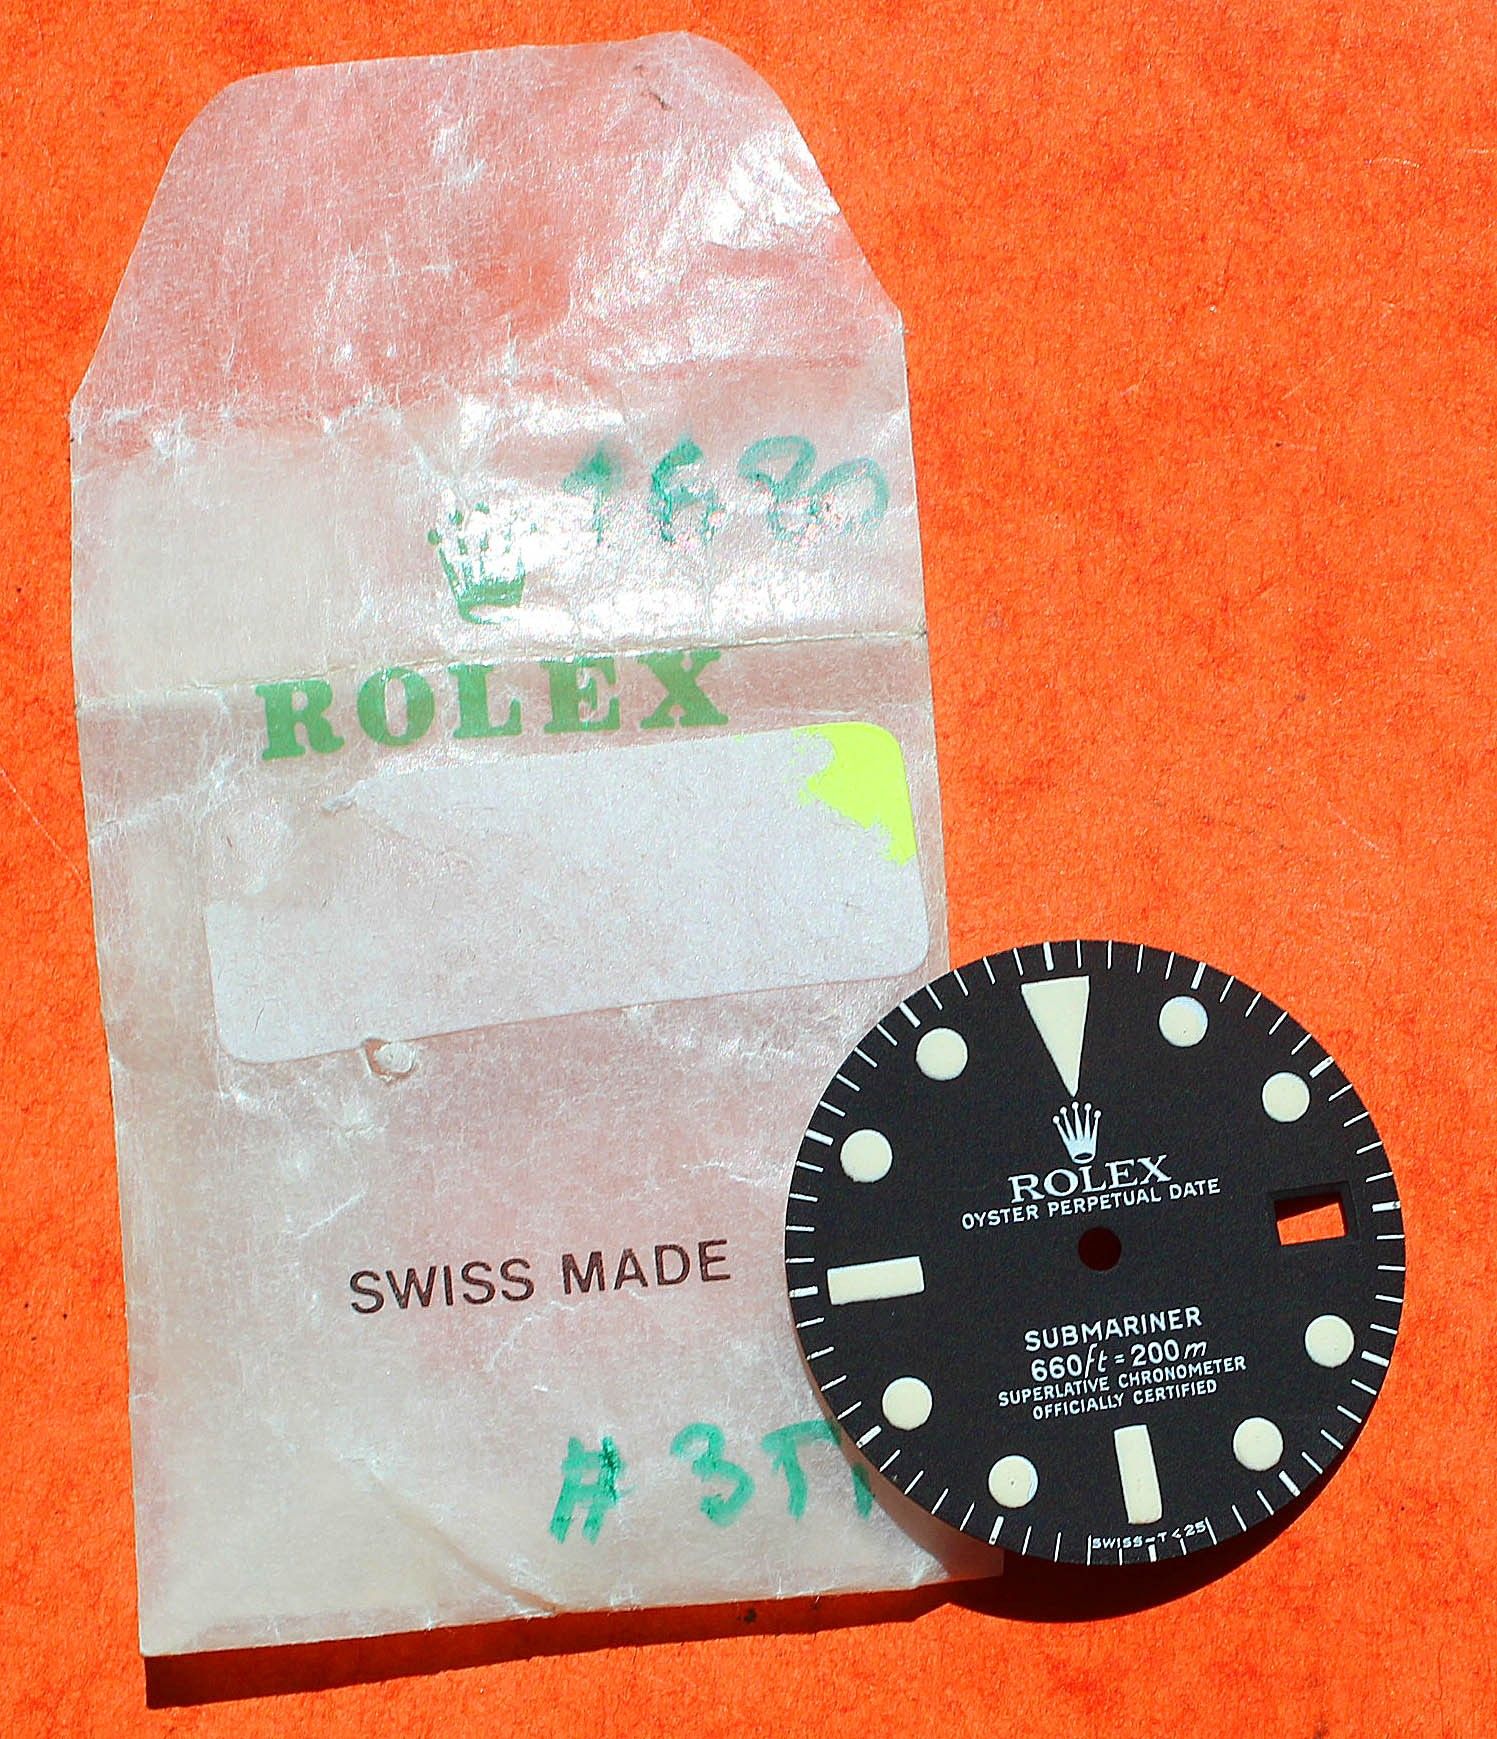 1680
ROLEX
SWISS MADE
ROLEX
OYSTER PERPETUAL DATE
SUBMARINER
660ft = 200m
SUPERLATIVE CHRONOMETER
OFFICIALLY CERTIFIED
SWISS-T<25